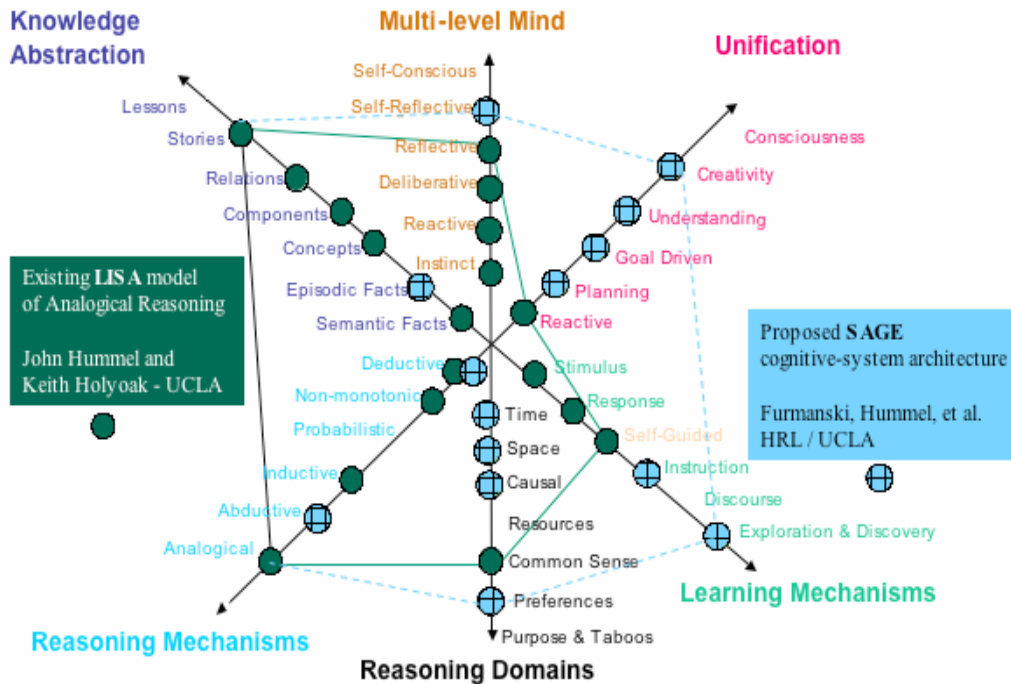 Knowledge
Abstraction
Multi-level Mind
Unification
Self-Conscious
Self-Reflective
Reflective
Deliberative
Reactive
Instinct
Lessons
Stories
Relations
Components
Concepts
Episodic Facts
Semantic Facts
Consciousness
Creativity
Understanding
Goal Driven
Planning
Reactive
Existing LISA model
of Analogical Reasoning
John Hummel and
Keith Holyoak - UCLA
Proposed SAGE
cognitive-system architecture
Furmanski, Hummel, et al.
HRL / UCLA
Deductive
Non-monotonic
Probabilistic
Inductive
Abductive
Analogical
Time
Space
Causal
Resources
Common Sense
Preferences
Purpose & Taboos
Stimulus
Response
Self-Guided
Instruction
Discourse
Exploration & Discovery
Learning Mechanisms
Reasoning Mechanisms
Reasoning Domains